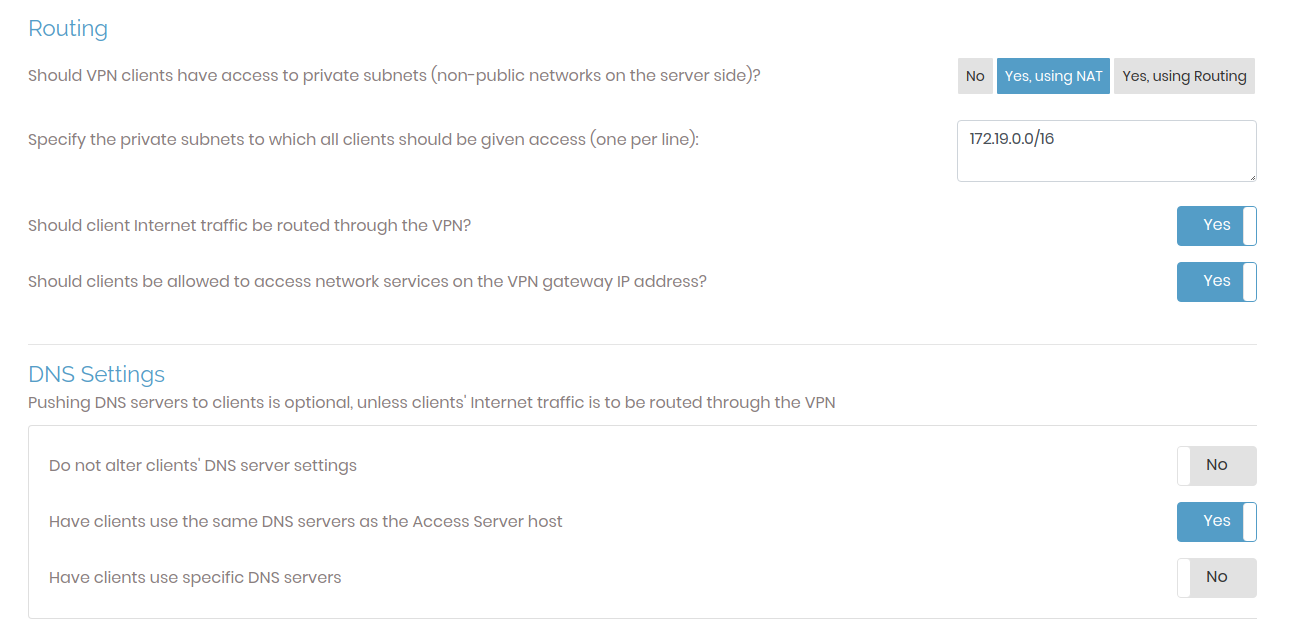 Routing
Should VPN clients have access to private subnets (non-public networks on the server side)?
No Yes, using NAT Yes, using Routing
Specify the private subnets to which all clients should be given access (one per line):
172.19.0.0/16
Should client Internet traffic be routed through the VPN?
Yes
Should clients be allowed to access network services on the VPN gateway IP address?
Yes
DNS Settings
Pushing DNS servers to clients is optional, unless clients' Internet traffic is to be routed through the VPN
Do not alter clients' DNS server settings
No
Have clients use the same DNS servers as the Access Server host
Yes
Have clients use specific DNS servers
No